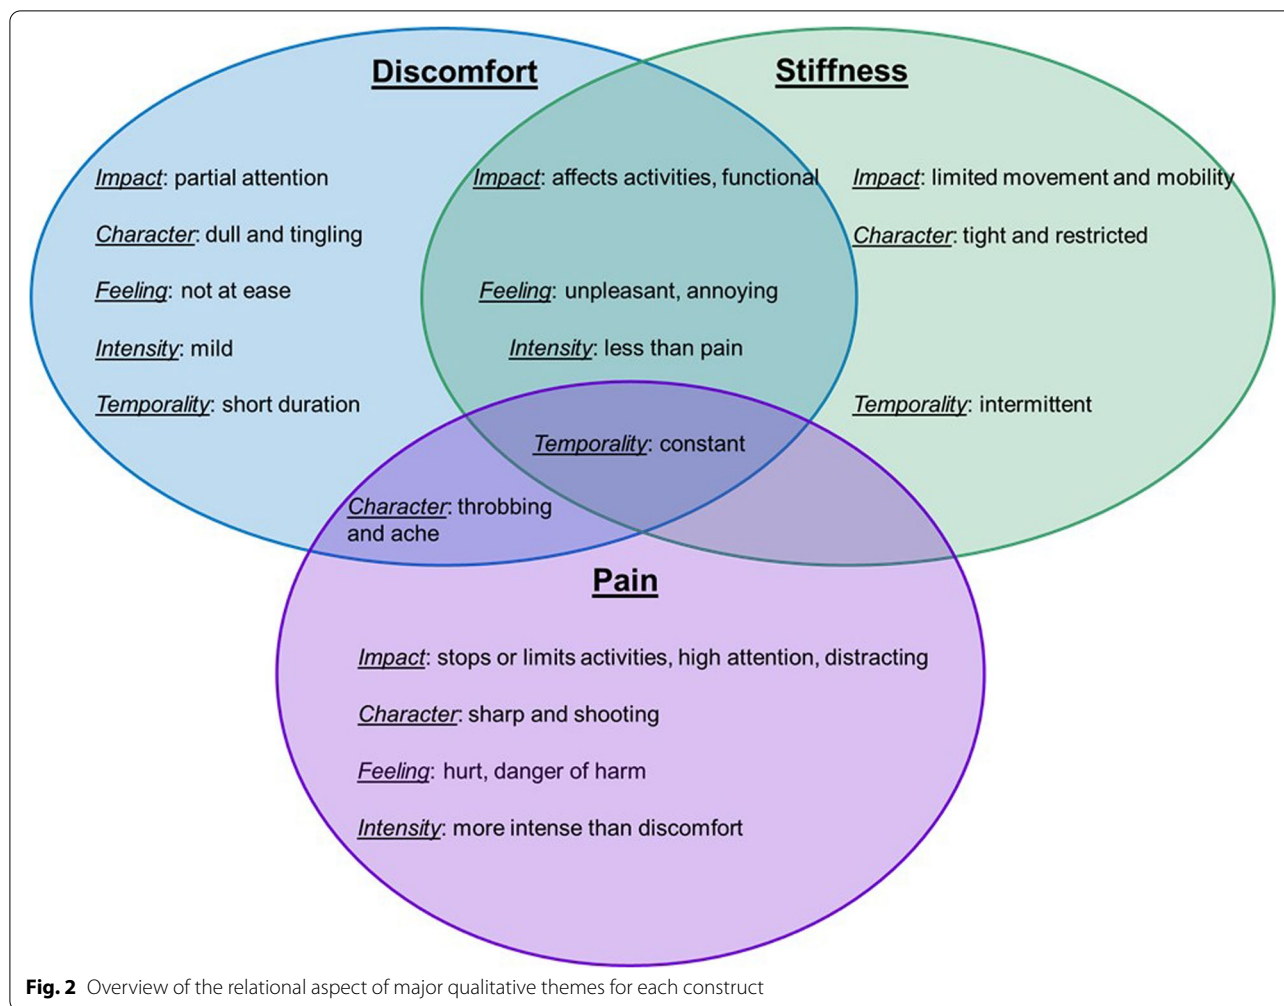 Discomfort
Stiffness
Impact: partial attention
Character: dull and tingling
Feeling: not at ease
Intensity: mild
Temporality: short duration
Impact: affects activities, functional
Feeling: unpleasant, annoying
Intensity: less than pain
Impact: limited movement and mobility
Character: tight and restricted
Temporality: intermittent
Temporality: constant
Character: throbbing
and ache
Pain
Impact: stops or limits activities, high attention, distracting
Character: sharp and shooting
Feeling: hurt, danger of harm
Intensity: more intense than discomfort
Fig. 2 Overview of the relational aspect of major qualitative themes for each construct